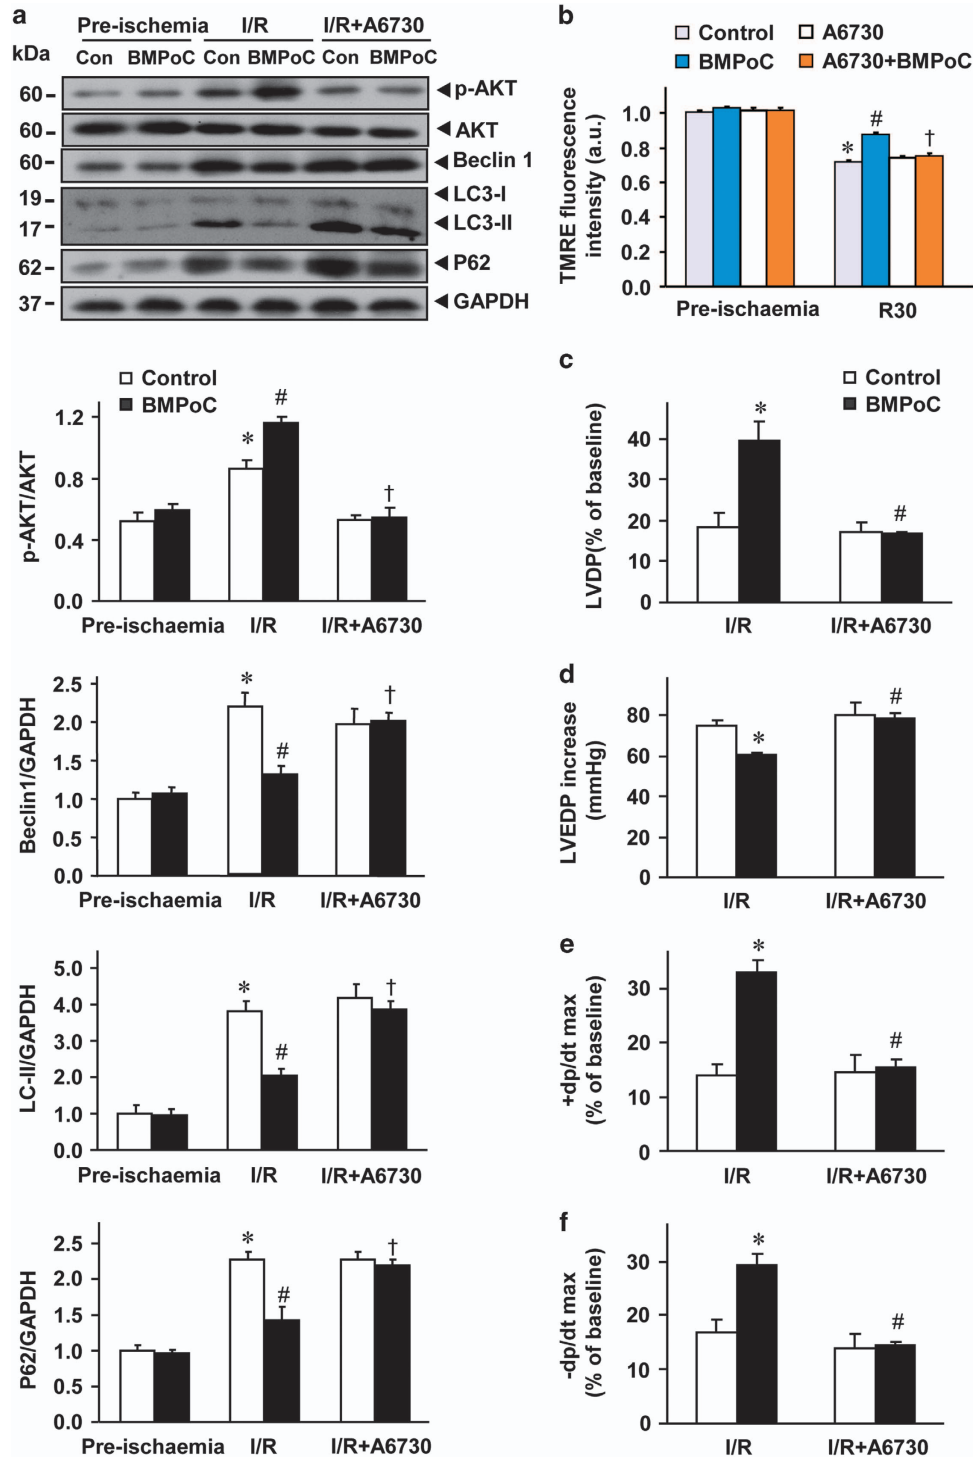 a
Pre-ischemia I/R I/R+A6730
kDa Con BMPoC Con BMPoC Con BMPoC
60 p-AKT
60 AKT
60 Beclin 1
19 LC3-I
17 LC3-II
62 P62
37 GAPDH
Control
BMPoC
p-AKT/AKT
1.2
0.8
0.4
0.0
* # †
Pre-ischaemia I/R I/R+A6730
Beclin1/GAPDH
2.5
2.0
1.5
1.0
0.5
0.0
* # †
Pre-ischaemia I/R I/R+A6730
LC-II/GAPDH
5.0
4.0
3.0
2.0
1.0
0.0
* # †
Pre-ischaemia I/R I/R+A6730
P62/GAPDH
2.5
2.0
1.5
1.0
0.5
0.0
* # †
Pre-ischaemia I/R I/R+A6730
b
Control A6730
BMPoC A6730+BMPoC
TMRE fluorescence
intensity (a.u.)
1.0
0.8
0.6
0.4
0.2
0.0
* # †
Pre-ischaemia R30
c
Control
BMPoC
LVDP(% of baseline)
40
30
20
10
0
* #
I/R I/R+A6730
d
LVEDP increase
(mmHg)
80
60
40
20
0
* #
I/R I/R+A6730
e
+dp/dt max
(% of baseline)
30
20
10
0
* #
I/R I/R+A6730
f
-dp/dt max
(% of baseline)
30
20
10
0
* #
I/R I/R+A6730